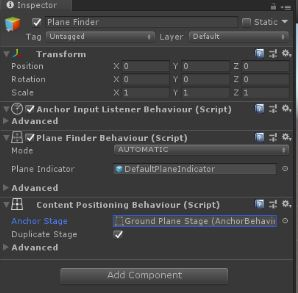 Inspector
Plane Finder
Static
Tag Untagged Layer Default
Transform
Position X 0 Y 0 Z 0
Rotation X 0 Y 0 Z 0
Scale X 1 Y 1 Z 1
Anchor Input Listener Behaviour (Script)
Advanced
Plane Finder Behaviour (Script)
Mode AUTOMATIC
Plane Indicator DefaultPlaneIndicator
Advanced
Content Positioning Behaviour (Script)
Anchor Stage Ground Plane Stage (AnchorBehavi
Duplicate Stage
Advanced
Add Component